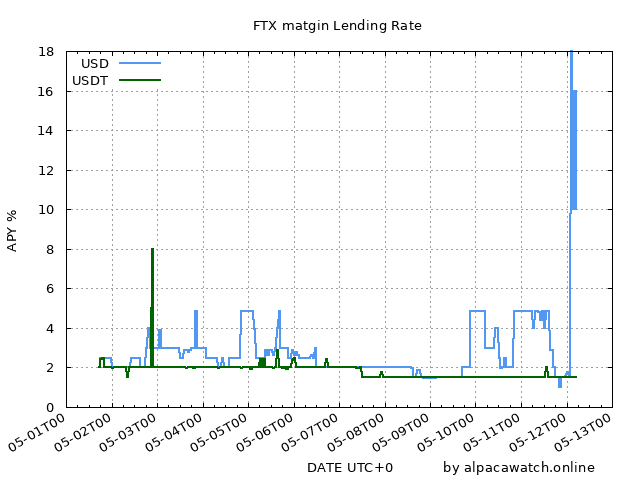 FTX matgin Lending Rate
USD
USDT
18
16
14
12
10
8
6
4
2
0
APY %
05-01T00
05-02T00
05-03T00
05-04T00
05-05T00
05-06T00
05-07T00
05-08T00
05-09T00
05-10T00
05-11T00
05-12T00
05-13T00
DATE UTC+0
by alpacawatch.online